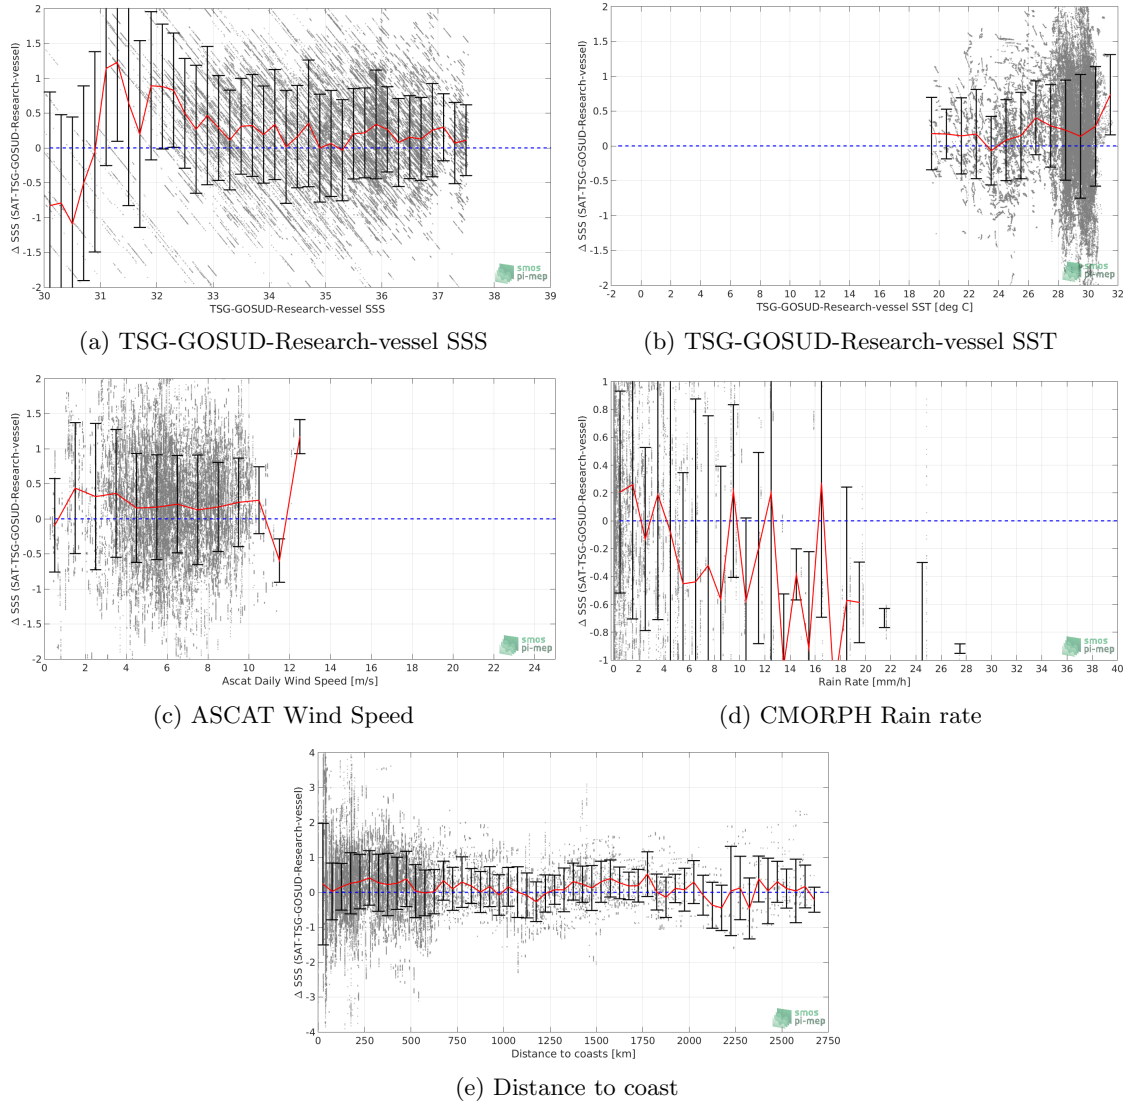 Δ SSS (SAT-TSG-GOSUD-Research-vessel)
2
1.5
1
0.5
0
-0.5
-1
-1.5
-2
30 31 32 33 34 35 36 37 38 39
TSG-GOSUD-Research-vessel SSS
smos
pi-mep
(a) TSG-GOSUD-Research-vessel SSS
Δ SSS (SAT-TSG-GOSUD-Research-vessel)
2
1.5
1
0.5
0
-0.5
-1
-1.5
-2
-2 0 2 4 6 8 10 12 14 16 18 20 22 24 26 28 30 32
TSG-GOSUD-Research-vessel SST [deg C]
smos
pi-mep
(b) TSG-GOSUD-Research-vessel SST
Δ SSS (SAT-TSG-GOSUD-Research-vessel)
2
1.5
1
0.5
0
-0.5
-1
-1.5
-2
0 2 4 6 8 10 12 14 16 18 20 22 24
Ascat Daily Wind Speed [m/s]
smos
pi-mep
(c) ASCAT Wind Speed
Δ SSS (SAT-TSG-GOSUD-Research-vessel)
1
0.8
0.6
0.4
0.2
0
-0.2
-0.4
-0.6
-0.8
-1
0 2 4 6 8 10 12 14 16 18 20 22 24 26 28 30 32 34 36 38 40
Rain Rate [mm/h]
smos
pi-mep
(d) CMORPH Rain rate
Δ SSS (SAT-TSG-GOSUD-Research-vessel)
4
3
2
1
0
-1
-2
-3
-4
0 250 500 750 1000 1250 1500 1750 2000 2250 2500 2750
Distance to coasts [km]
smos
pi-mep
(e) Distance to coast